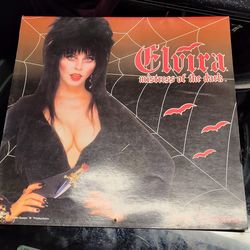 Elvira
mistress of the dark